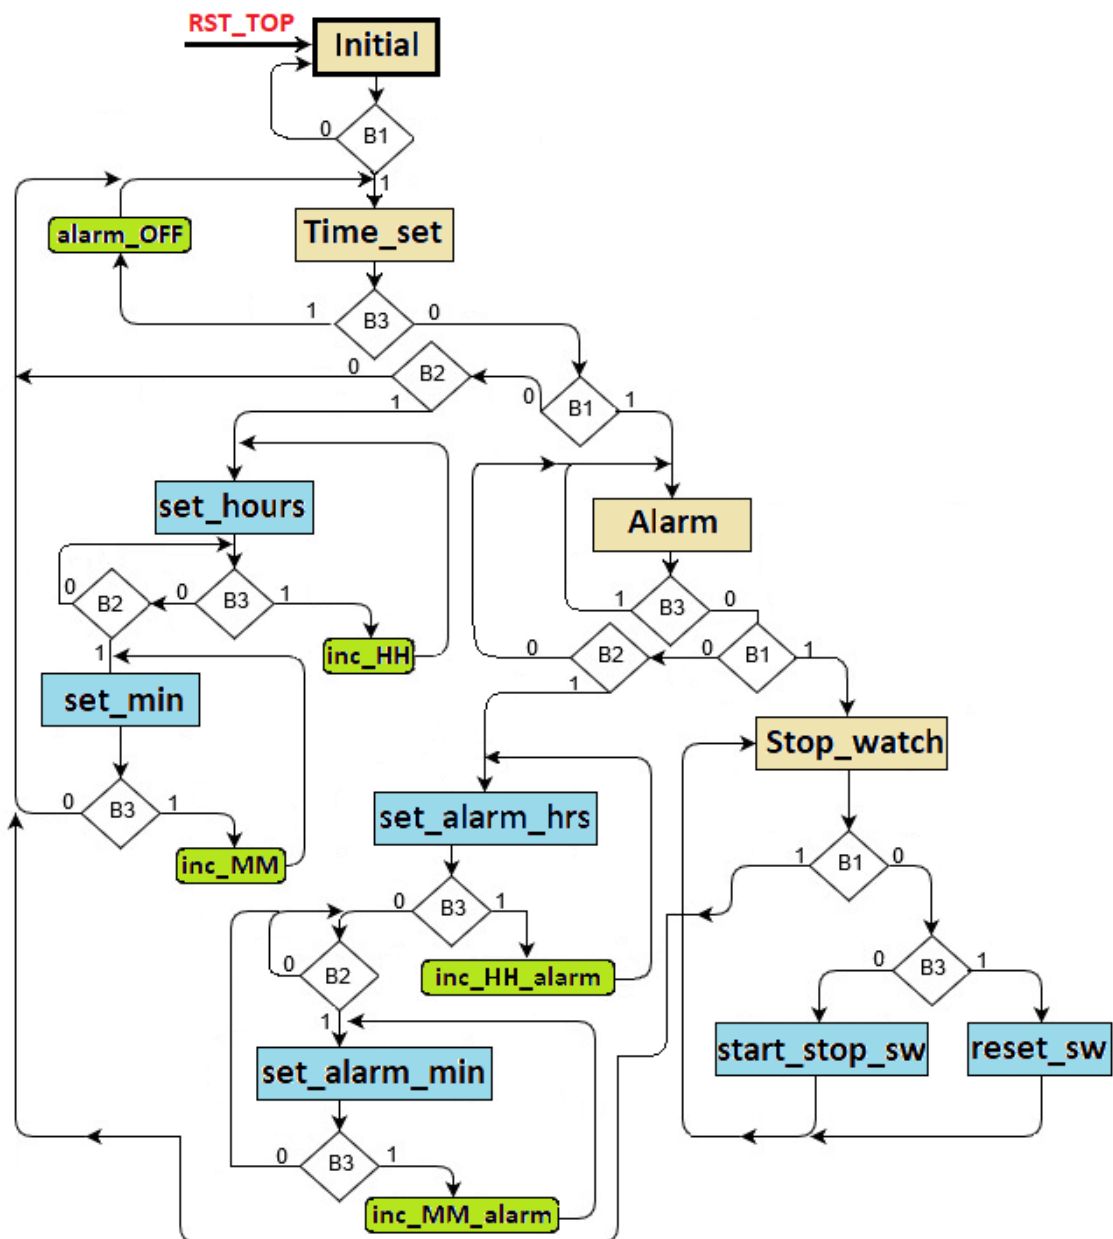 RST_TOP
Initial
0
B1
1
alarm_OFF
Time_set
1
B3
0
0
B2
1
0
B1
1
set_hours
0
B2
0
B3
1
1
inc_HH
set_min
0
B3
1
inc_MM
Alarm
1
B3
0
0
B2
0
B1
1
1
Stop_watch
set_alarm_hrs
1
B1
0
0
B3
1
0
B2
inc_HH_alarm
0
B3
1
1
start_stop_sw
reset_sw
set_alarm_min
0
B3
1
inc_MM_alarm